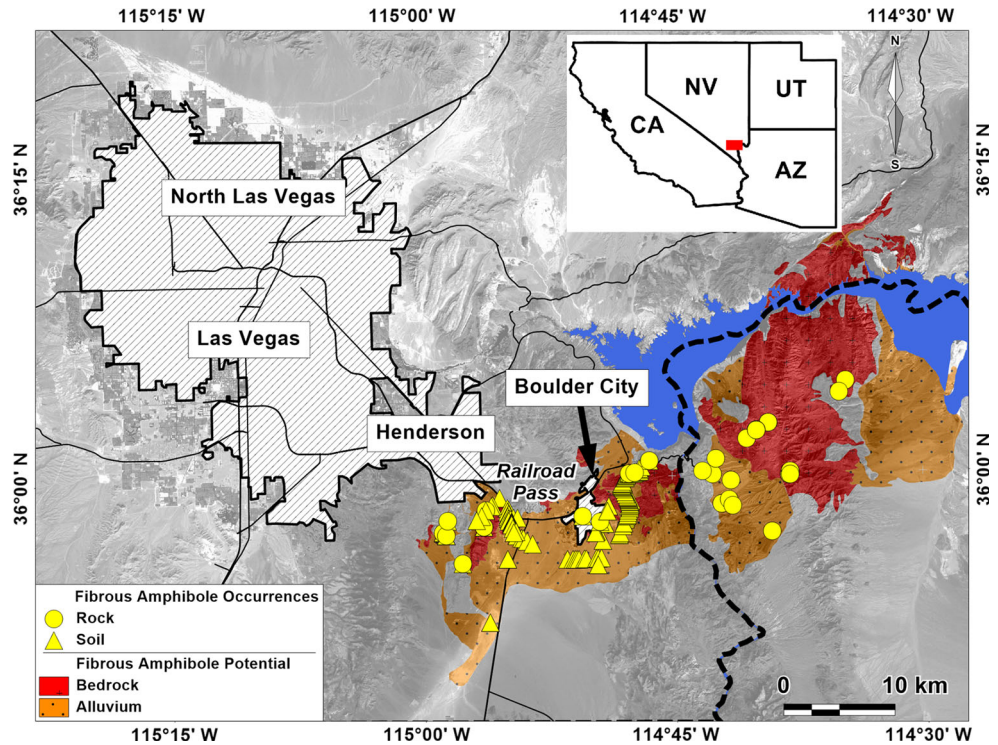 115°15' W
115°00' W
114°45' W
114°30' W
N
NV
UT
CA
AZ
S
36°15' N
36°15' N
North Las Vegas
Las Vegas
Boulder City
Henderson
Railroad
Pass
36°00' N
36°00' N
Fibrous Amphibole Occurrences
Rock
Soil
Fibrous Amphibole Potential
Bedrock
Alluvium
0 10 km
115°15' W
115°00' W
114°45' W
114°30' W